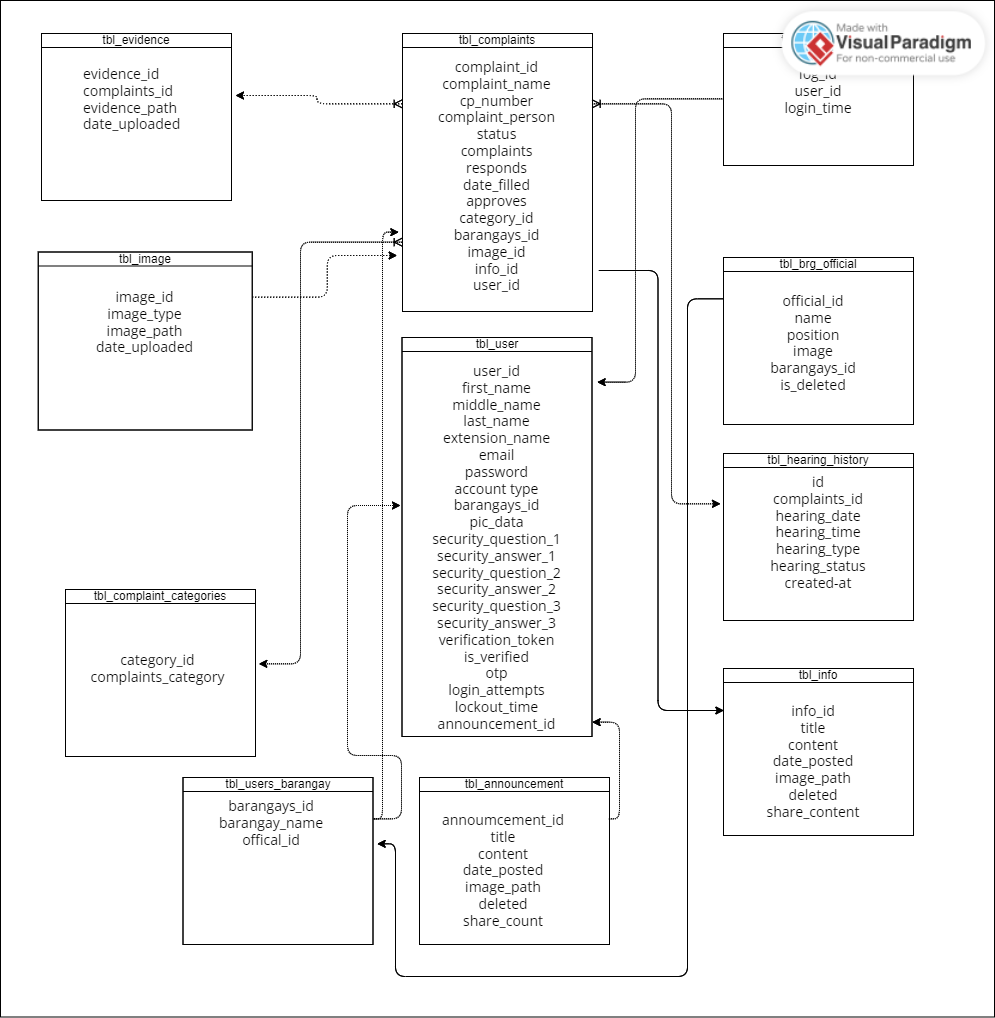 Made with
VisualParadigm
For non-commercial use
tbl_evidence
evidence_id
complaints_id
evidence_path
date_uploaded
tbl_complaints
complaint_id
complaint_name
cp_number
complaint_person
status
complaints
responds
date_filled
approves
category_id
barangays_id
image_id
info_id
user_id
log_id
user_id
login_time
tbl_image
image_id
image_type
image_path
date_uploaded
tbl_brg_official
official_id
name
position
image
barangays_id
is_deleted
tbl_user
user_id
first_name
middle_name
last_name
extension_name
email
password
account type
barangays_id
pic_data
security_question_1
security_answer_1
security_question_2
security_answer_2
security_question_3
security_answer_3
verification_token
is_verified
otp
login_attempts
lockout_time
announcement_id
tbl_hearing_history
id
complaints_id
hearing_date
hearing_time
hearing_type
hearing_status
created-at
tbl_complaint_categories
category_id
complaints_category
tbl_info
info_id
title
content
date_posted
image_path
deleted
share_content
tbl_users_barangay
barangays_id
barangay_name
offical_id
tbl_announcement
announcement_id
title
content
date_posted
image_path
deleted
share_count